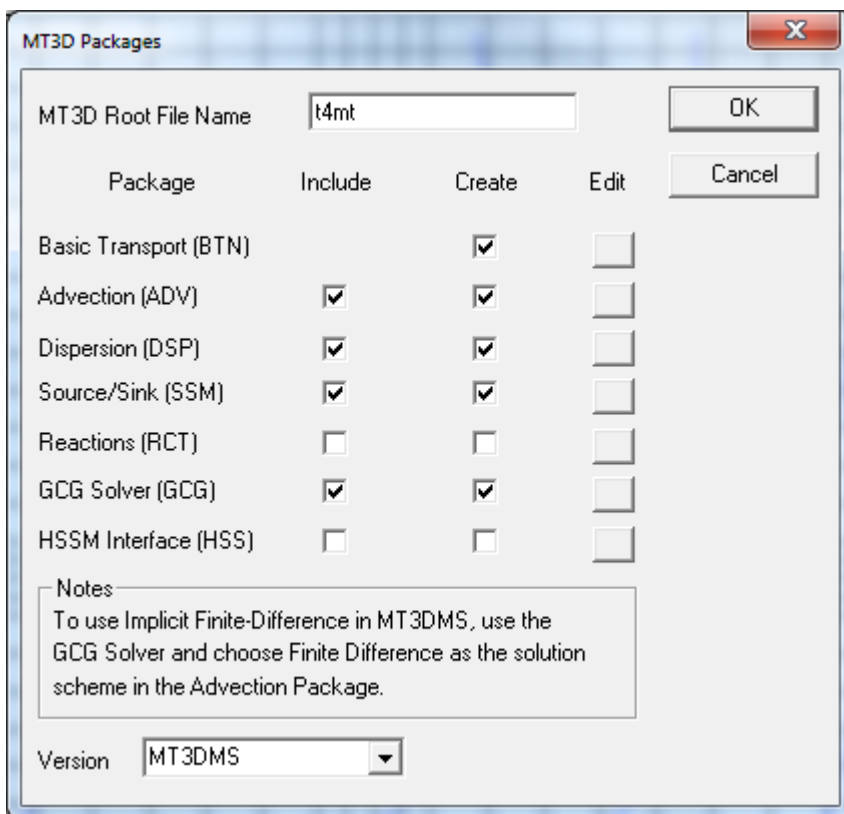 MT3D Packages
MT3D Root File Name t4mt OK
Package Include Create Edit Cancel
Basic Transport (BTN)
Advection (ADV)
Dispersion (DSP)
Source/Sink (SSM)
Reactions (RCT)
GCG Solver (GCG)
HSSM Interface (HSS)
Notes
To use Implicit Finite-Difference in MT3DMS, use the
GCG Solver and choose Finite Difference as the solution
scheme in the Advection Package.
Version MT3DMS